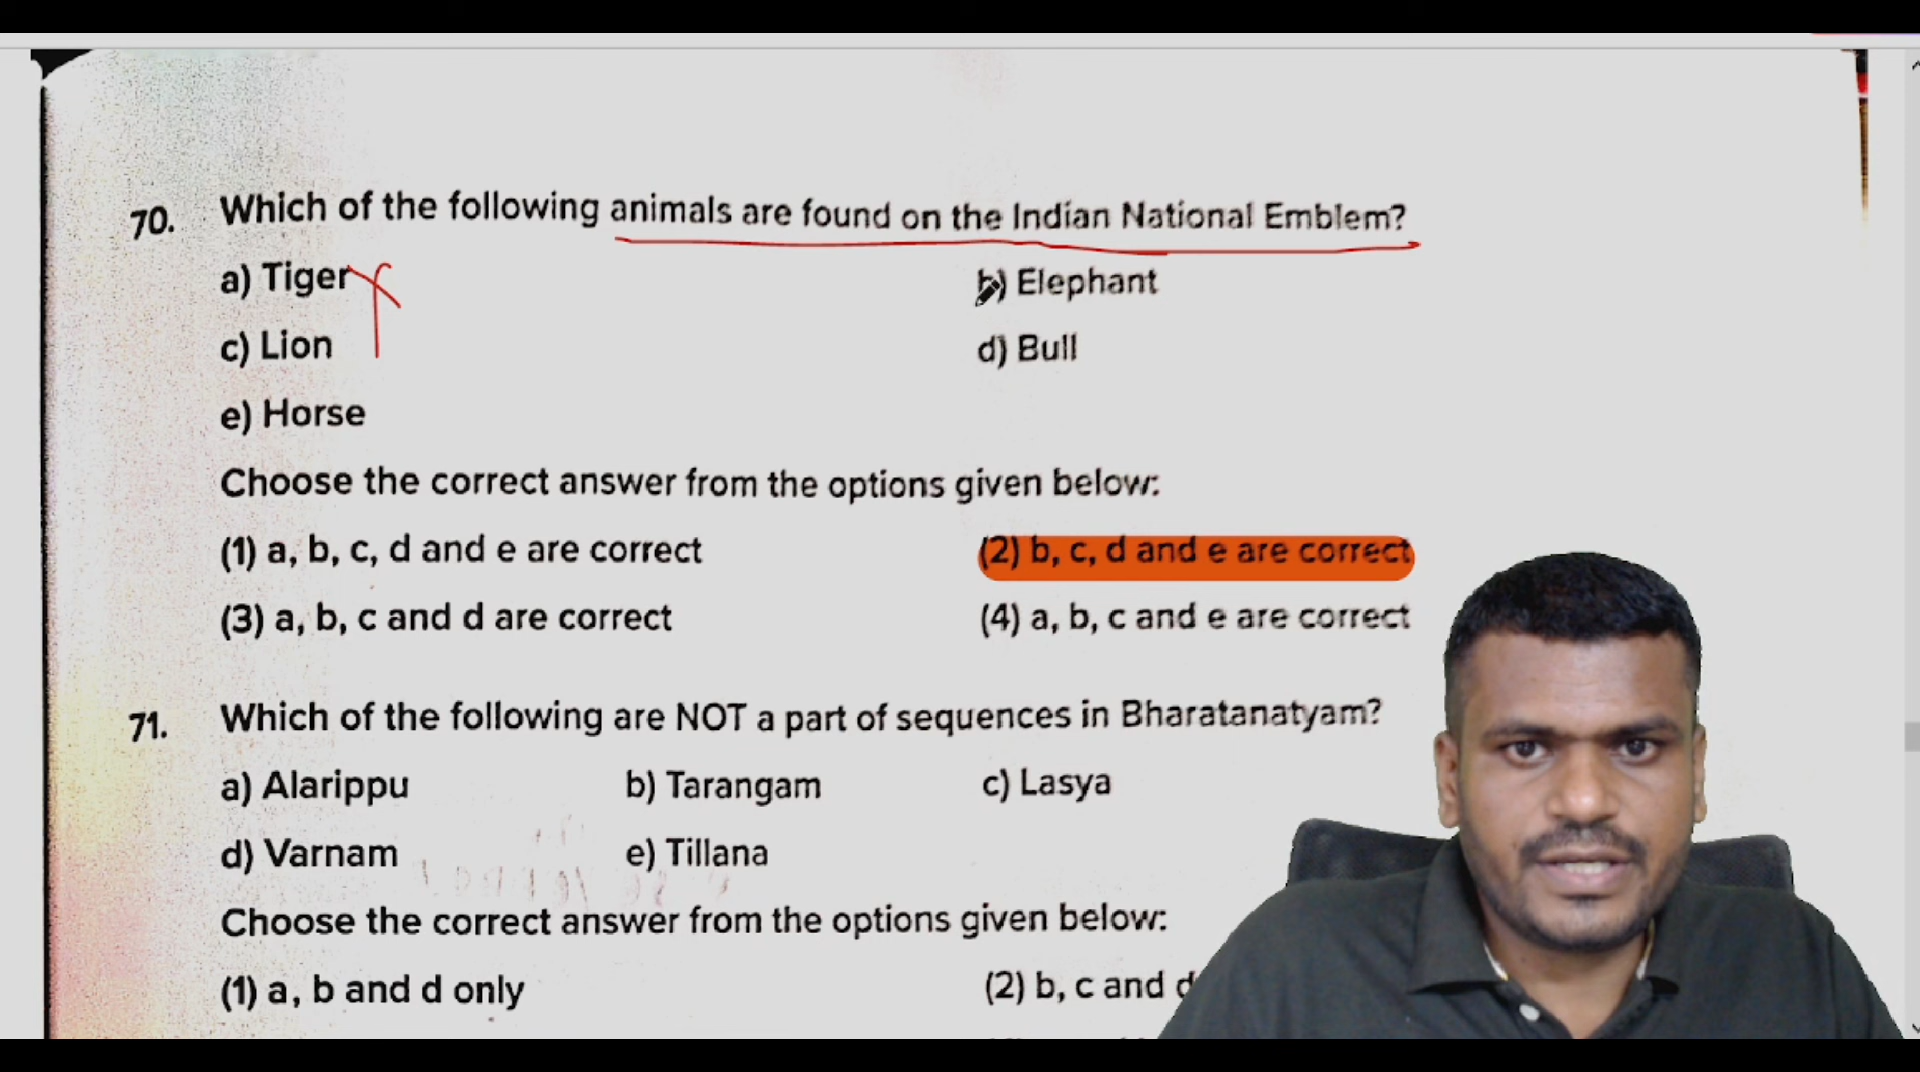 70. Which of the following animals are found on the Indian National Emblem?
a) Tiger b) Elephant
c) Lion d) Bull
e) Horse
Choose the correct answer from the options given below:
(1) a, b, c, d and e are correct (2) b, c, d and e are correct
(3) a, b, c and d are correct (4) a, b, c and e are correct
71. Which of the following are NOT a part of sequences in Bharatanatyam?
a) Alarippu b) Tarangam c) Lasya
d) Varnam e) Tillana
Choose the correct answer from the options given below:
(1) a, b and d only (2) b, c and d